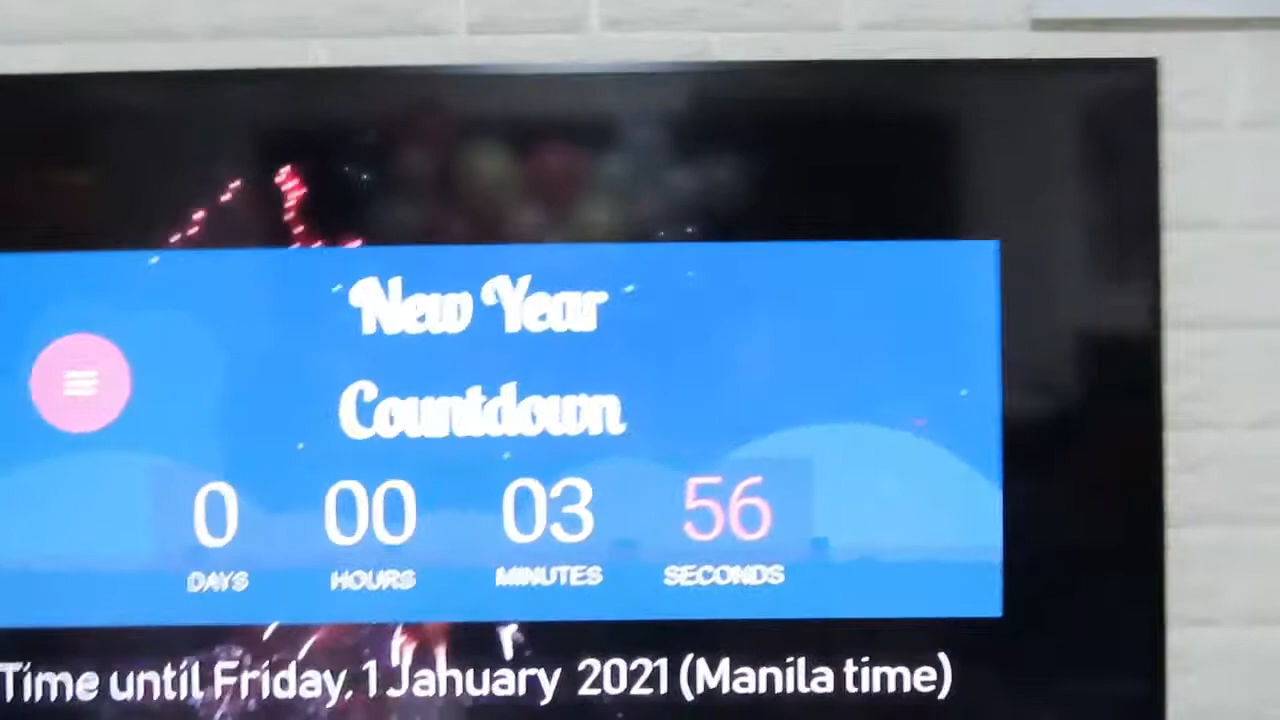 New Year
Countdown
0 00 03 56
DAYS HOURS MINUTES SECONDS
Time until Friday, 1 January 2021 (Manila time)